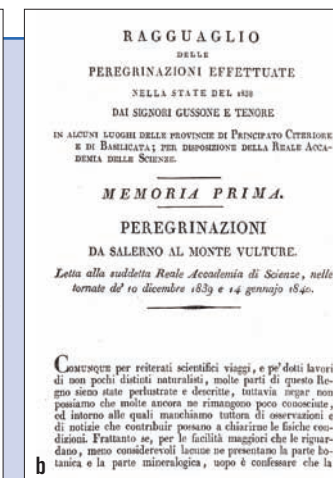 RAGGUAGLIO
DELLE
PEREGRINAZIONI EFFETTUATE
NELLA STATE DEL 1838
DAI SIGNORI GUSSONE E TENORE
IN ALCUNI LUOGHI DELLE PROVINCIE DI PRINCIPATO CITERIORE
E DI BASILICATA; PER DISPOSIZIONE DELLA REALE ACCA-
DEMIA DELLE SCIENZE.
MEMORIA PRIMA.
PEREGRINAZIONI
DA SALERNO AL MONTE VULTURE.
Letta alla suddetta Reale Accademia di Scienze, nelle
tornate de' 10 dicembre 1839 e 14 gennajo 1840.
COMUNQUE per reiterati scientifici viaggi, e pe' dotti lavori
di non pochi distinti naturalisti, molte parti di questo Re-
gno sieno state perlustrate e descritte, tuttavia negar non
possiamo che molte ancora ne rimangono poco conosciute,
ed intorno alle quali manchiamo tuttora di osservazioni e
di notizie che contribuir possano a chiarirne le fisiche con-
dizioni. Frattanto se, per le facilità maggiori che le riguar-
dano, meno considerevoli lacune ne presentano la parte bo-
tanica e la parte mineralogica, uopo è confessare che la
b